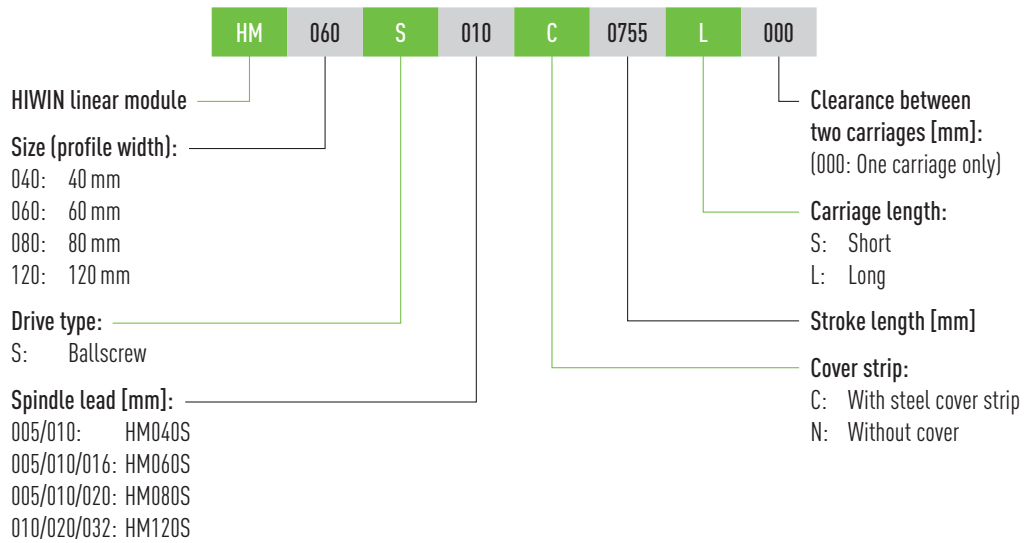 HM 060 S 010 C 0755 L 000
HIWIN linear module
Size (profile width):
040: 40 mm
060: 60 mm
080: 80 mm
120: 120 mm
Drive type:
S: Ballscrew
Spindle lead [mm]:
005/010: HM040S
005/010/016: HM060S
005/010/020: HM080S
010/020/032: HM120S
Clearance between
two carriages [mm]:
(000: One carriage only)
Carriage length:
S: Short
L: Long
Stroke length [mm]
Cover strip:
C: With steel cover strip
N: Without cover